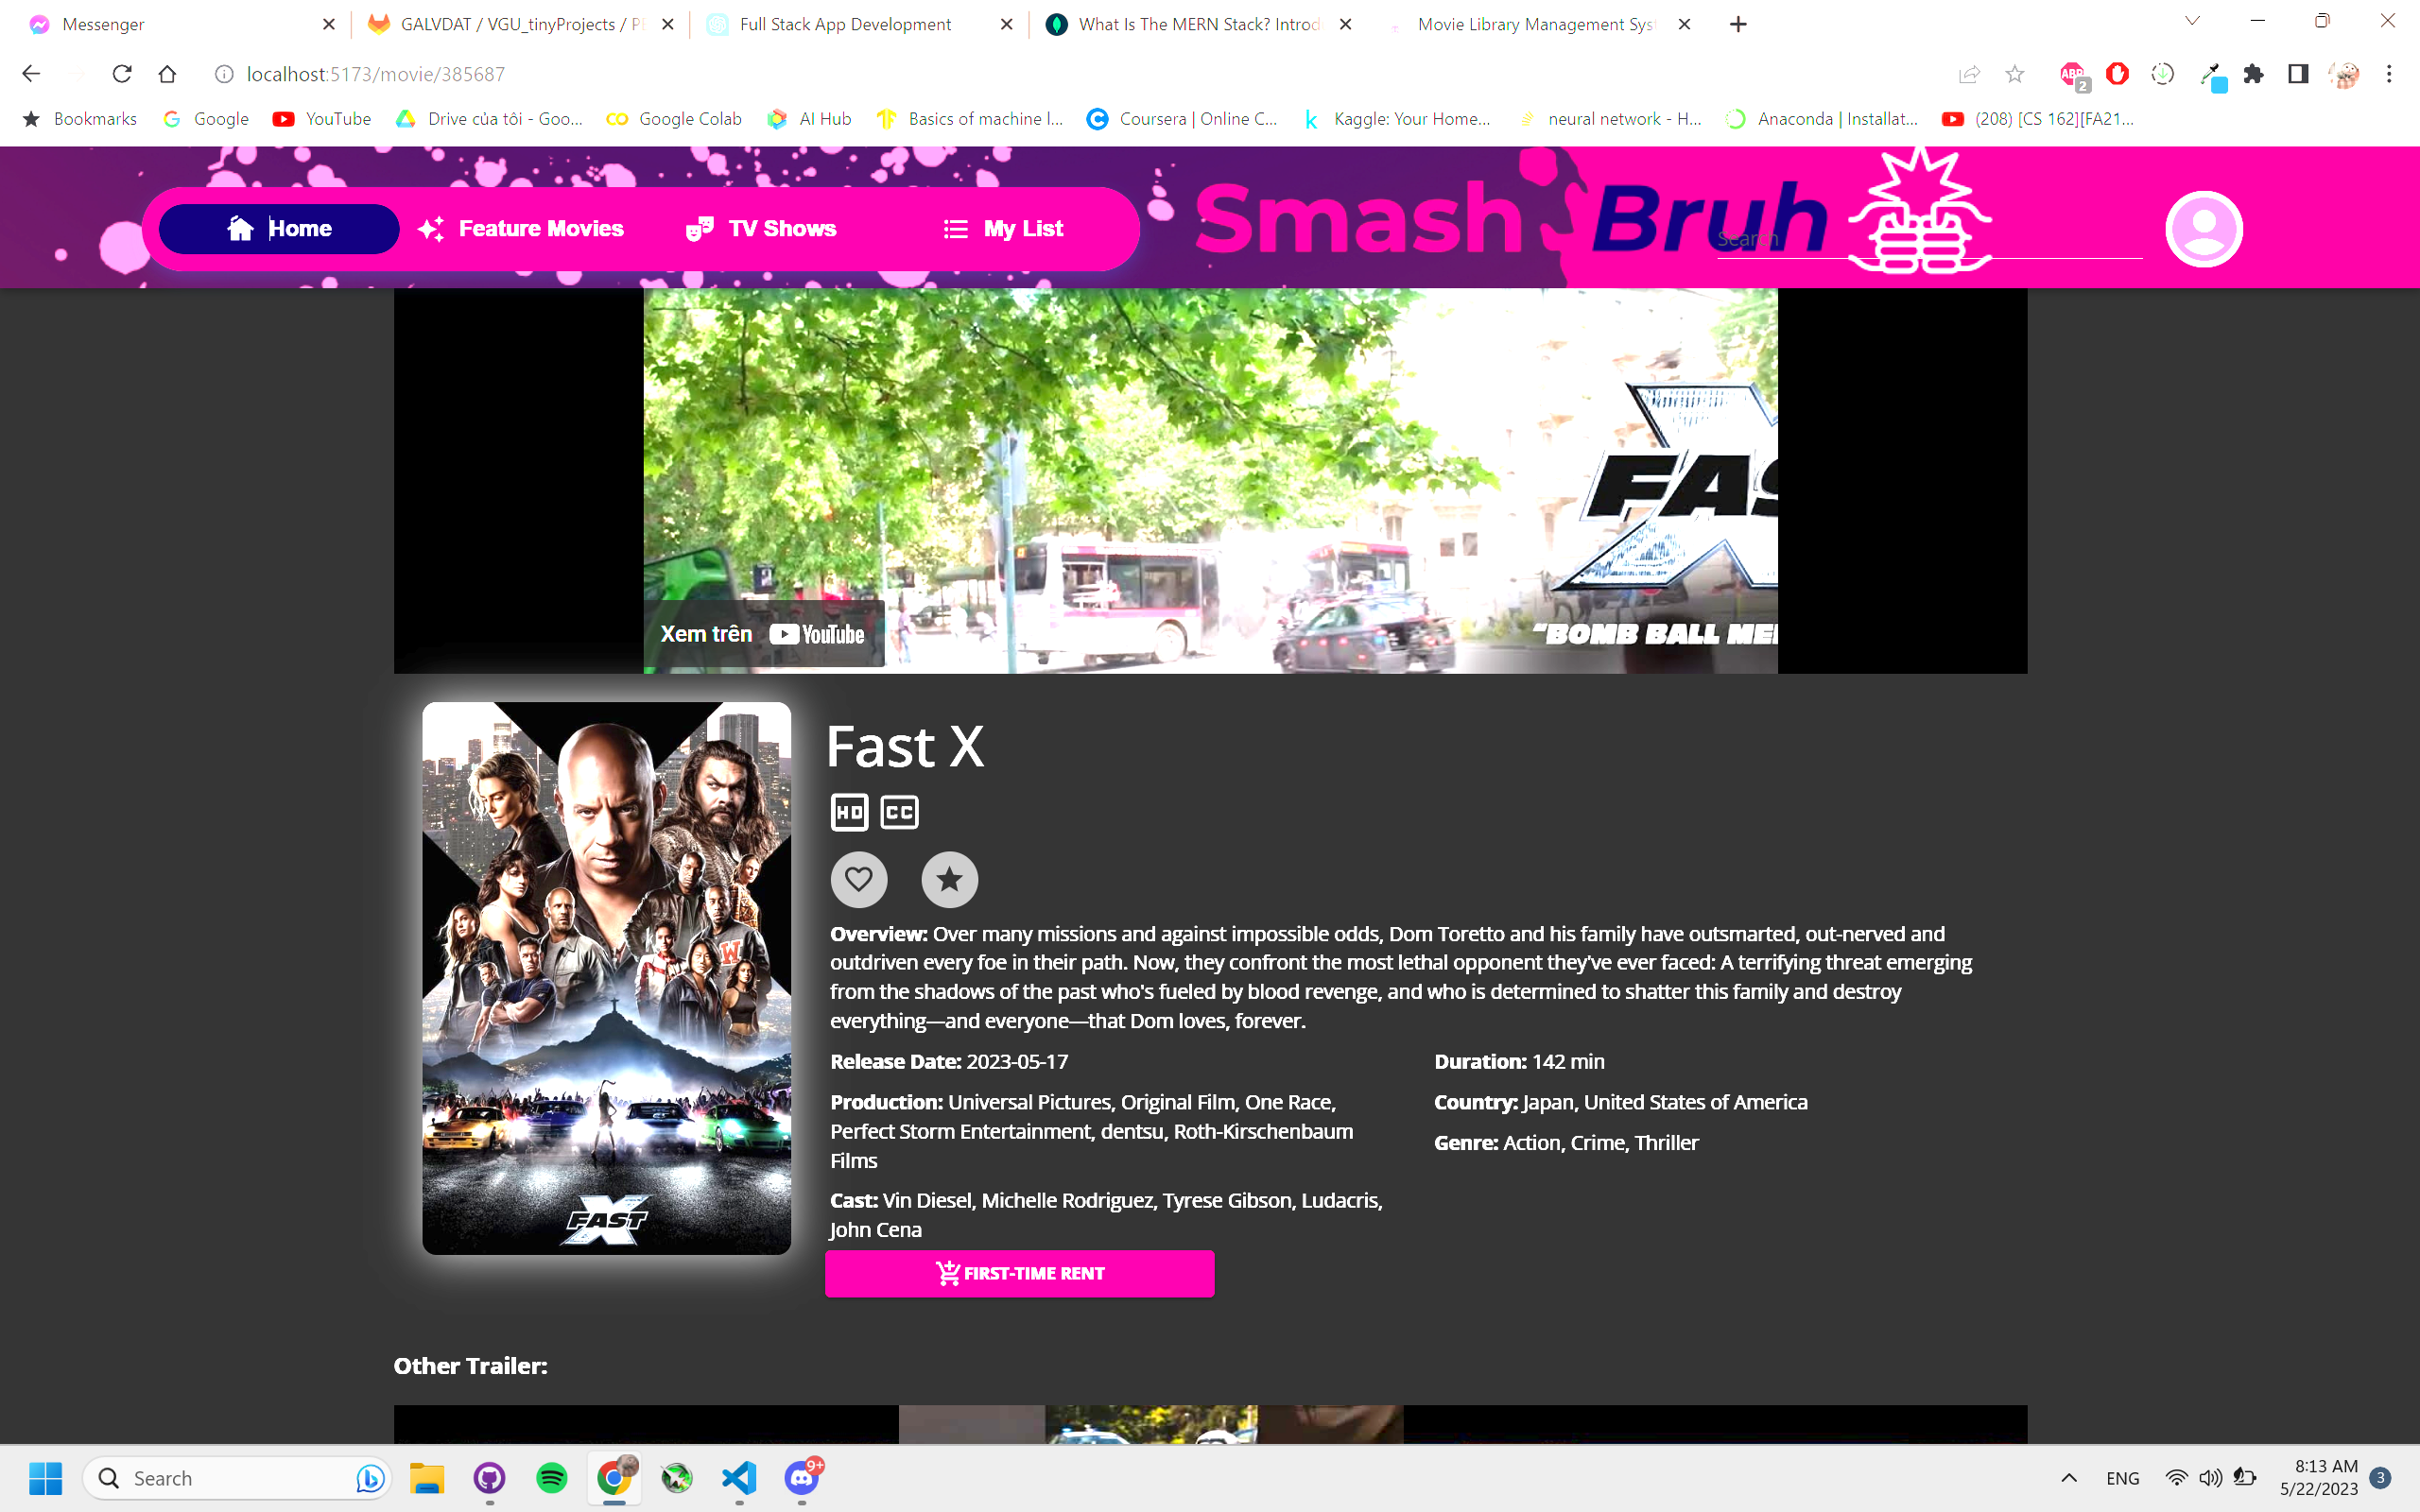 Messenger
GALVDAT / VGU_tinyProjects / P
Full Stack App Development
What Is The MERN Stack? Introd
Movie Library Management Sys
localhost:5173/movie/385687
ABP
2
Bookmarks
Google
YouTube
Drive của tôi - Goo...
Google Colab
AI Hub
Basics of machine l...
Coursera | Online C...
Kaggle: Your Home...
neural network - H...
Anaconda | Installat...
(208) [CS 162][FA21...
Home
Feature Movies
TV Shows
My List
Smash Bruh
Search
FAS
X
"BOMB BALL ME
Xem trên YouTube
W
FAST
X
Fast X
HD CC
Overview: Over many missions and against impossible odds, Dom Toretto and his family have outsmarted, out-nerved and
outdriven every foe in their path. Now, they confront the most lethal opponent they've ever faced: A terrifying threat emerging
from the shadows of the past who's fueled by blood revenge, and who is determined to shatter this family and destroy
everything—and everyone—that Dom loves, forever.
Release Date: 2023-05-17
Duration: 142 min
Production: Universal Pictures, Original Film, One Race,
Perfect Storm Entertainment, dentsu, Roth-Kirschenbaum
Films
Country: Japan, United States of America
Genre: Action, Crime, Thriller
Cast: Vin Diesel, Michelle Rodriguez, Tyrese Gibson, Ludacris,
John Cena
FIRST-TIME RENT
Other Trailer:
Search
9+
ENG
8:13 AM
5/22/2023
3